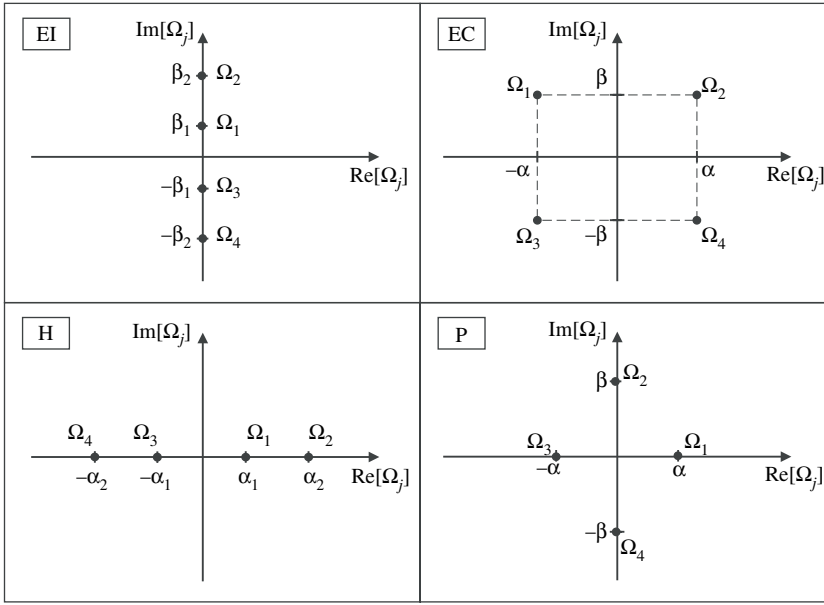 EI
Im[Ωj]
β2 Ω2
β1 Ω1
Re[Ωj]
−β1 Ω3
−β2 Ω4
EC
Im[Ωj]
Ω1 β Ω2
−α α Re[Ωj]
Ω3 −β Ω4
H
Im[Ωj]
Ω4 Ω3 Ω1 Ω2
−α2 −α1 α1 α2 Re[Ωj]
P
Im[Ωj]
β Ω2
Ω3 Ω1
−α α Re[Ωj]
−β Ω4